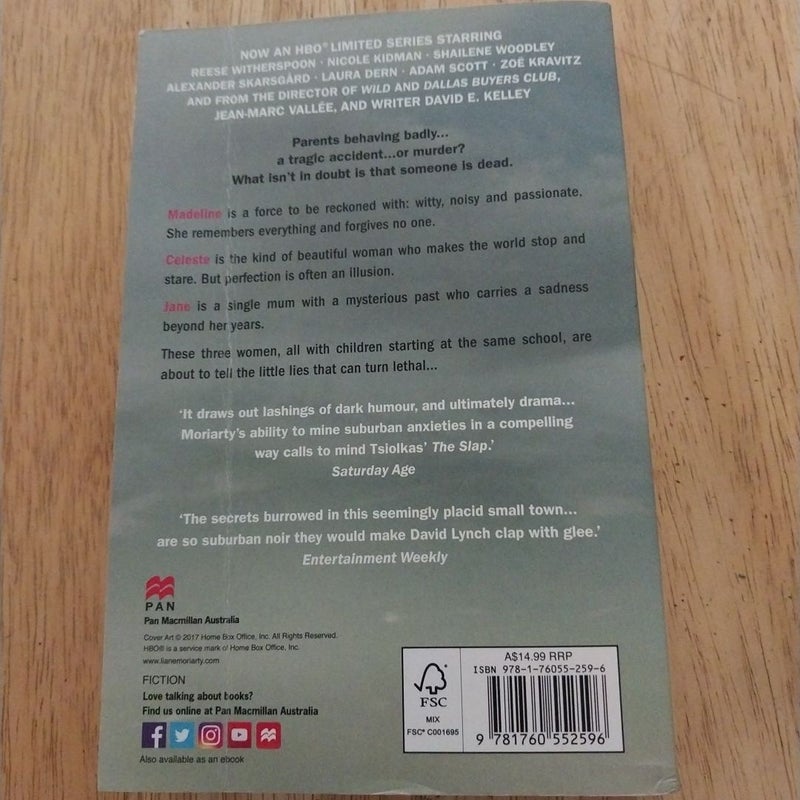 NOW AN HBO® LIMITED SERIES STARRING
REESE WITHERSPOON · NICOLE KIDMAN · SHAILENE WOODLEY
ALEXANDER SKARSGÅRD · LAURA DERN · ADAM SCOTT · ZOË KRAVITZ
AND FROM THE DIRECTOR OF WILD AND DALLAS BUYERS CLUB,
JEAN-MARC VALLÉE, AND WRITER DAVID E. KELLEY
Parents behaving badly...
a tragic accident...or murder?
What isn't in doubt is that someone is dead.
Madeline is a force to be reckoned with: witty, noisy and passionate.
She remembers everything and forgives no one.
Celeste is the kind of beautiful woman who makes the world stop and
stare. But perfection is often an illusion.
Jane is a single mum with a mysterious past who carries a sadness
beyond her years.
These three women, all with children starting at the same school, are
about to tell the little lies that can turn lethal...
'It draws out lashings of dark humour, and ultimately drama...
Moriarty's ability to mine suburban anxieties in a compelling
way calls to mind Tsiolkas' The Slap.'
Saturday Age
'The secrets burrowed in this seemingly placid small town...
are so suburban noir they would make David Lynch clap with glee.'
Entertainment Weekly
PAN
Pan Macmillan Australia
Cover Art © 2017 Home Box Office, Inc. All Rights Reserved.
HBO® is a service mark of Home Box Office, Inc.
www.lianemoriarty.com
FICTION
Love talking about books?
Find us online at Pan Macmillan Australia
Also available as an ebook
FSC
MIX
FSC® C001695
A$14.99 RRP
ISBN 978-1-76055-259-6
9 781760 552596